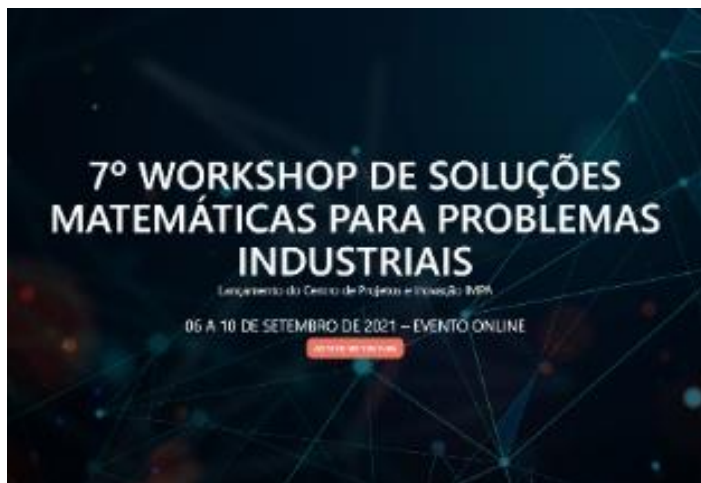 7º WORKSHOP DE SOLUÇÕES
MATEMÁTICAS PARA PROBLEMAS
INDUSTRIAIS
Lançamento do Centro de Projetos e Inovação IMPA
06 A 10 DE SETEMBRO DE 2021 – EVENTO ONLINE